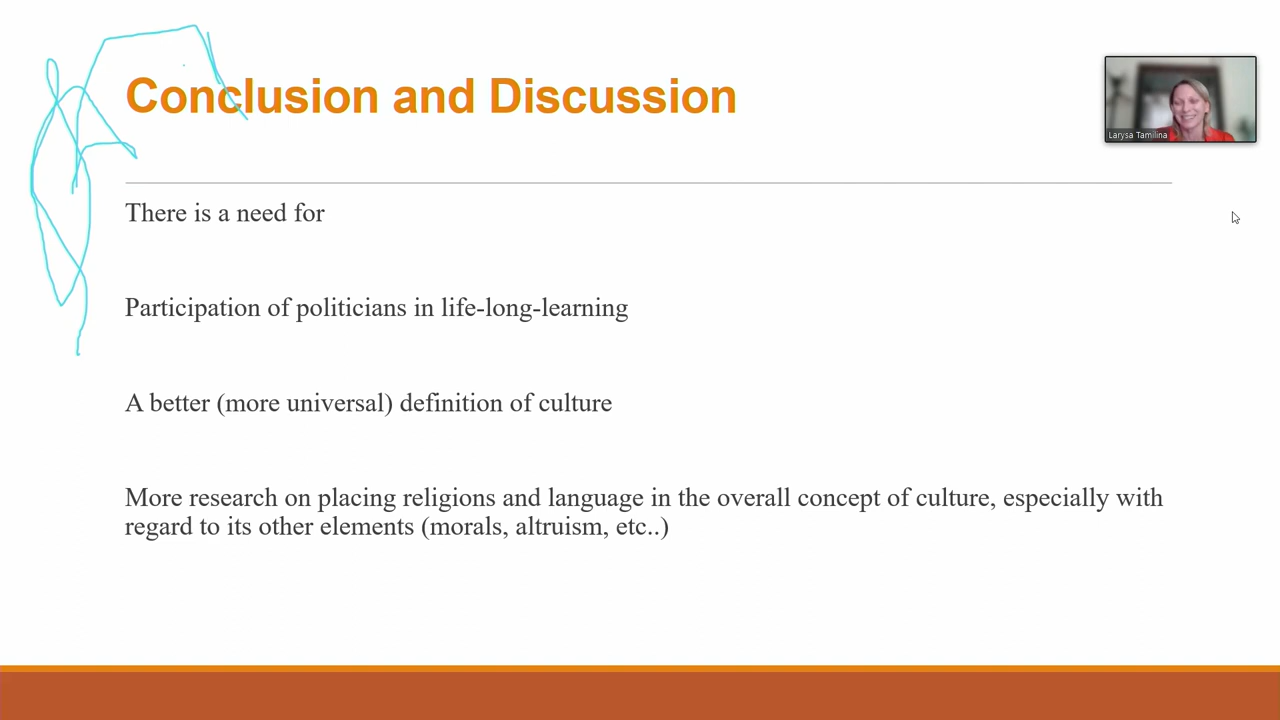 Conclusion and Discussion
Larysa Tamilina
There is a need for
Participation of politicians in life-long-learning
A better (more universal) definition of culture
More research on placing religions and language in the overall concept of culture, especially with
regard to its other elements (morals, altruism, etc..)